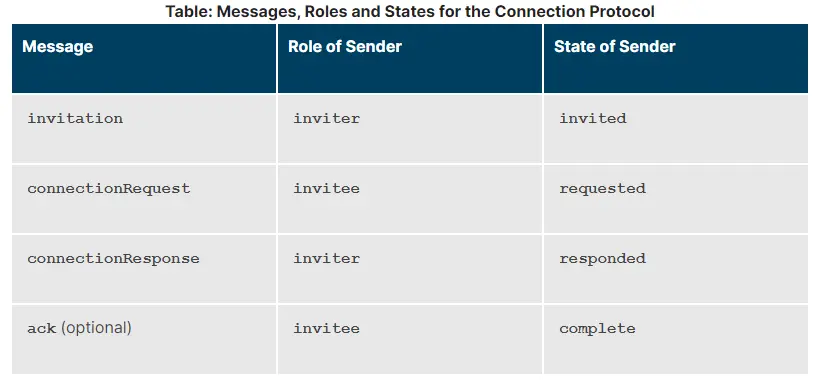 Table: Messages, Roles and States for the Connection Protocol
Message Role of Sender State of Sender
invitation inviter invited
connectionRequest invitee requested
connectionResponse inviter responded
ack (optional) invitee complete